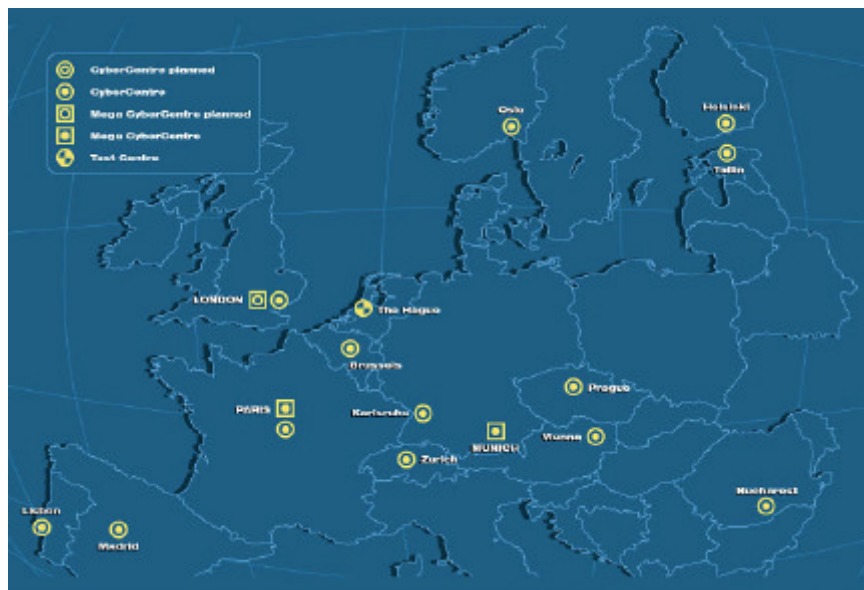 CyberCentre planned
CyberCentre
Mega CyberCentre planned
Mega CyberCentre
Test Centre
Oslo
Helsinki
Tallin
LONDON
The Hague
Brussels
Prague
PARIS
Karlsruhe
MUNICH
Vienna
Zurich
Bucharest
Lisbon
Madrid